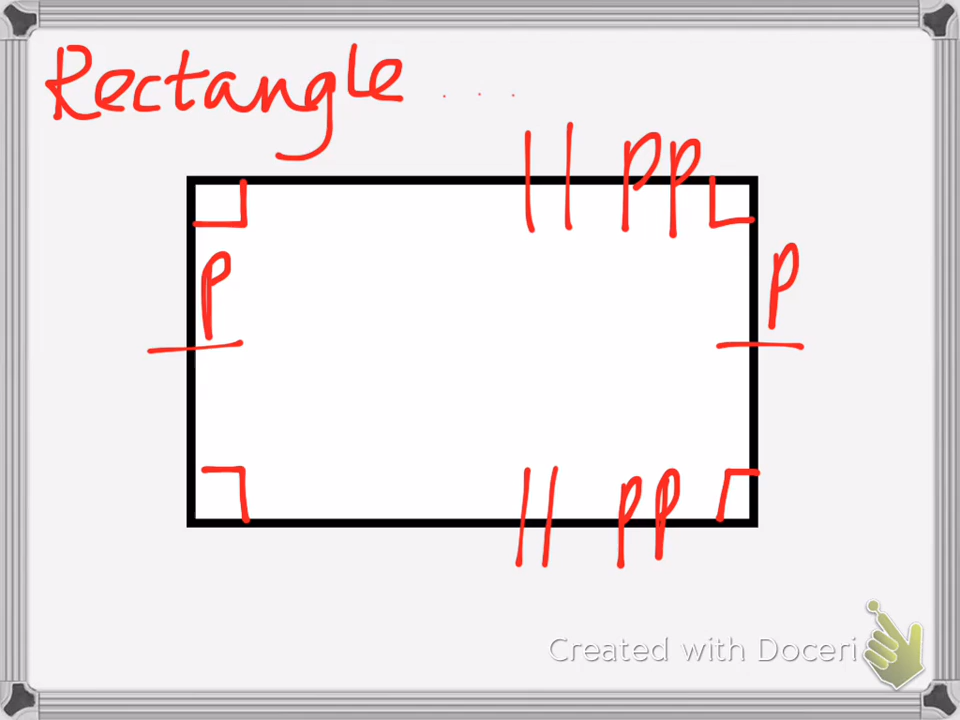 Rectangle ...
|| pp
p
p
|| pp
Created with Doceri